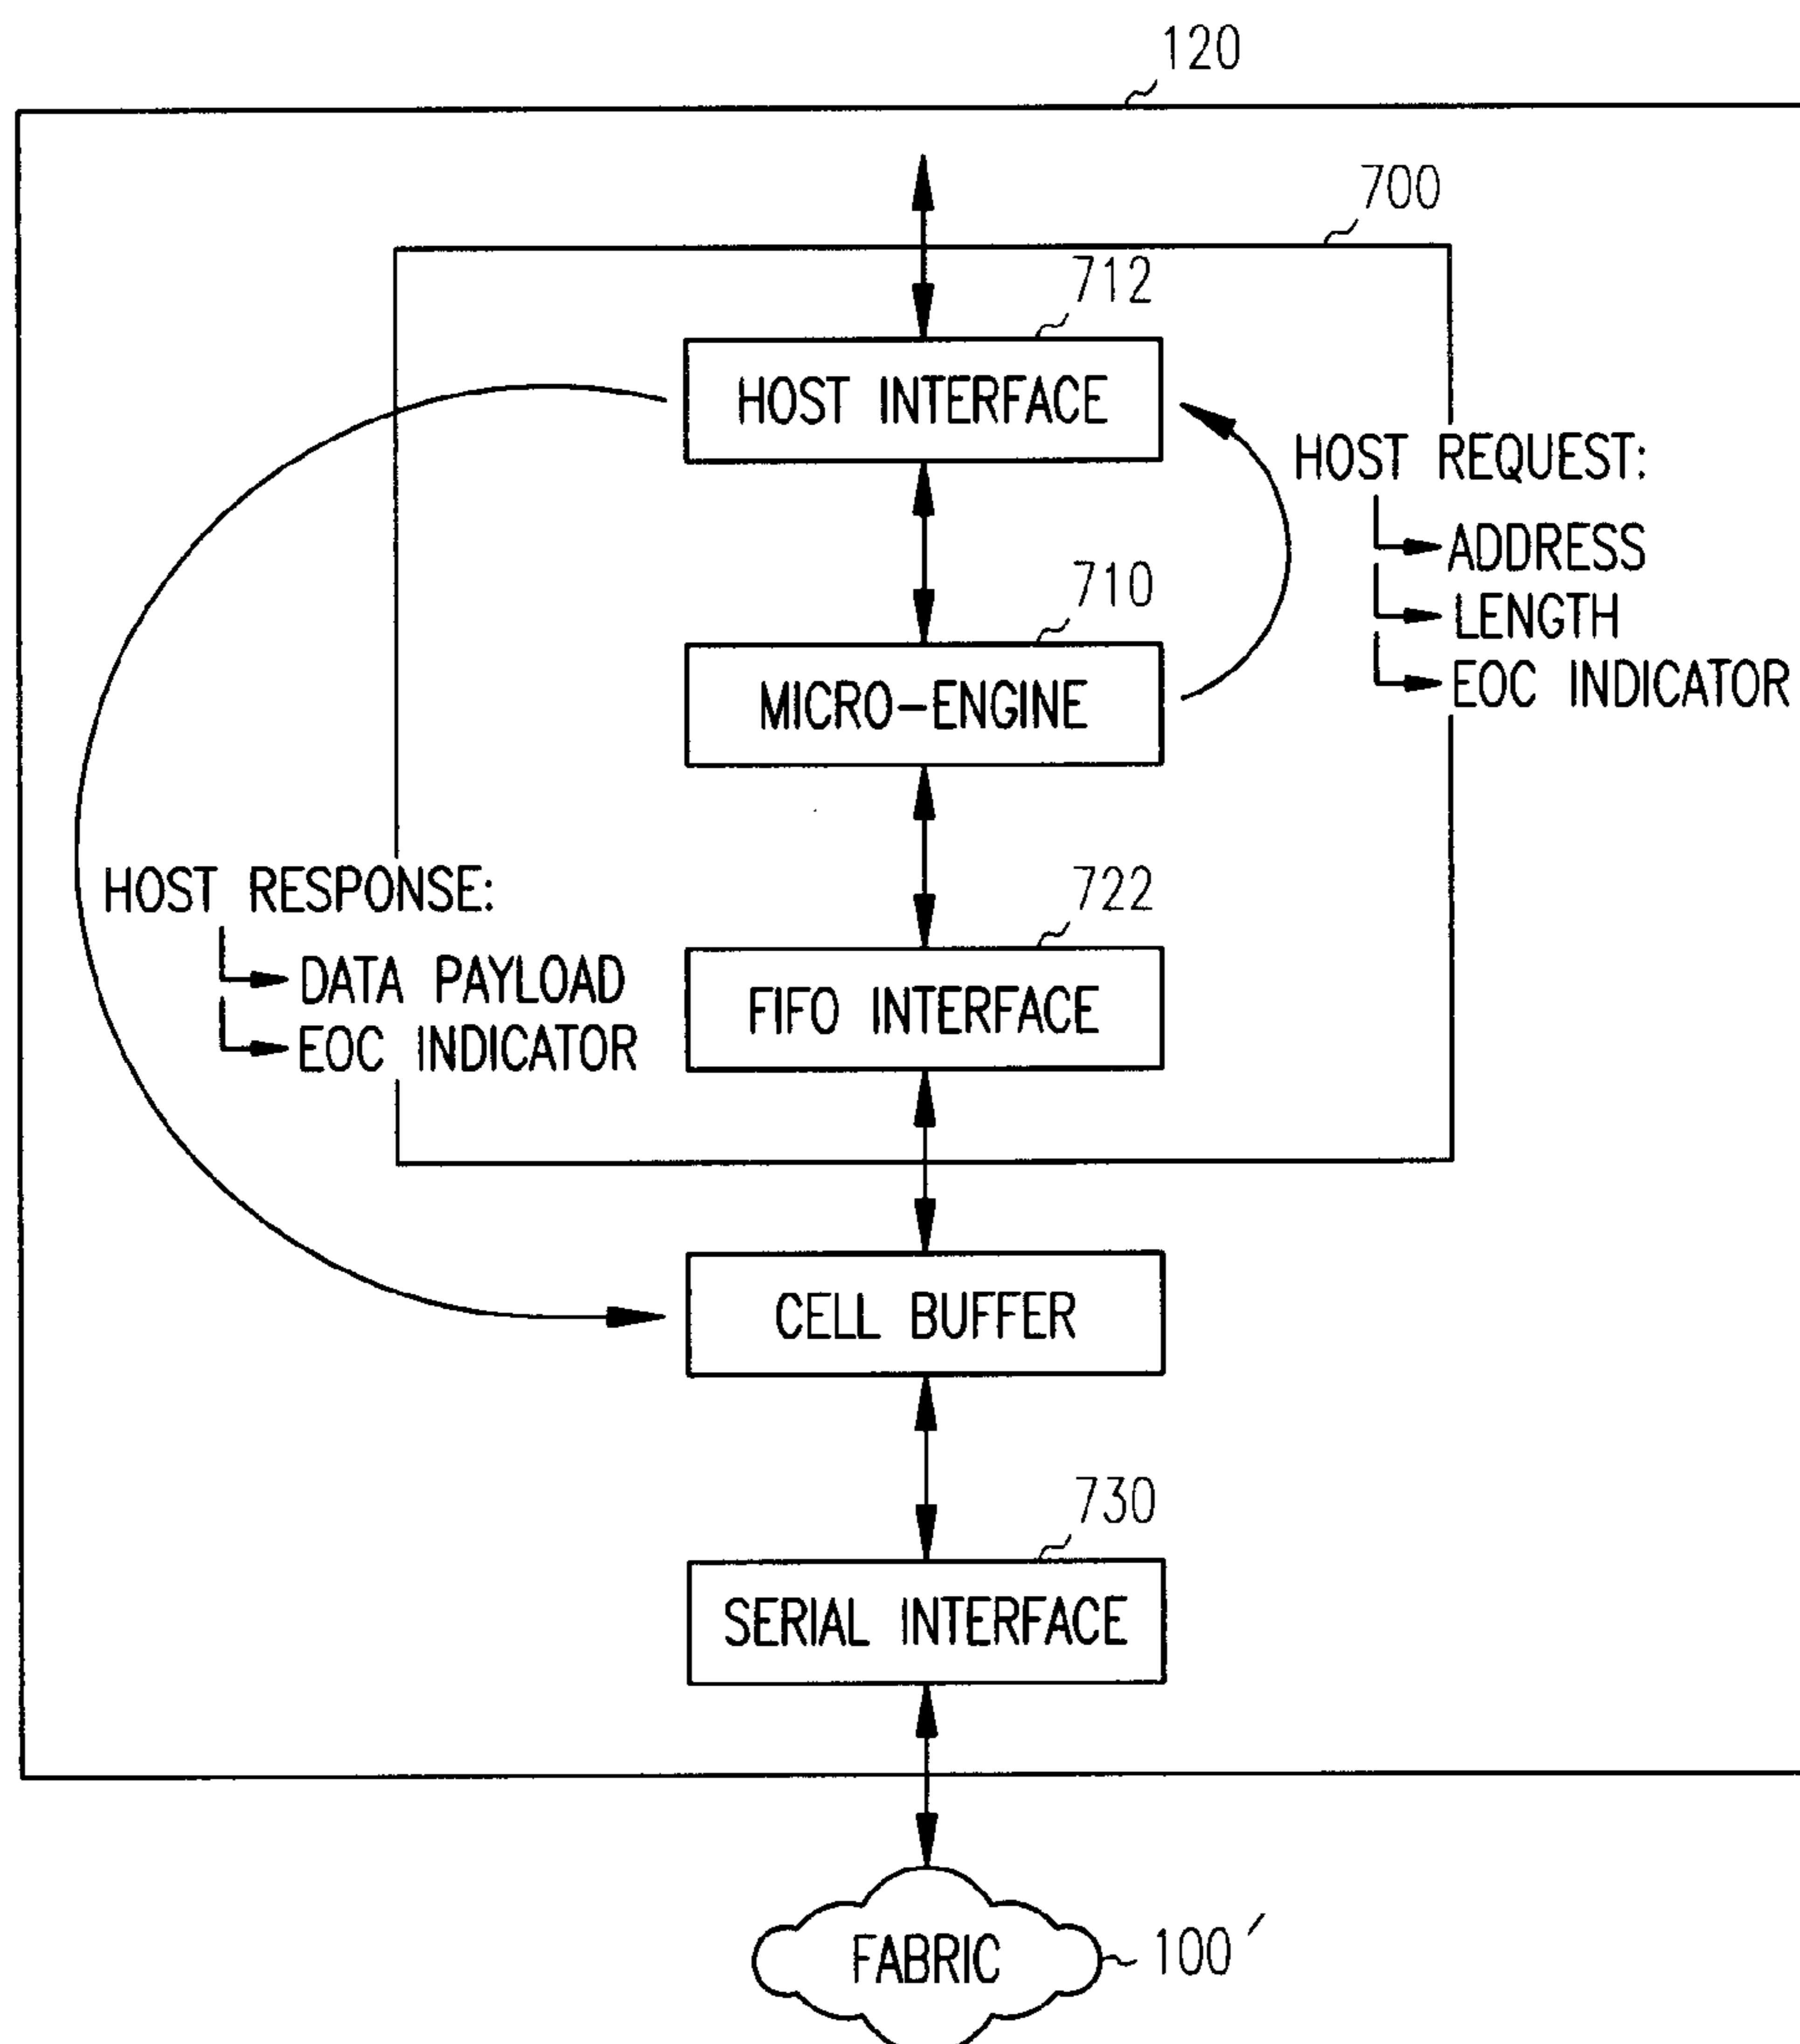 120
700
712
HOST INTERFACE
HOST REQUEST:
ADDRESS
LENGTH
EOC INDICATOR
710
MICRO-ENGINE
722
HOST RESPONSE:
DATA PAYLOAD
EOC INDICATOR
FIFO INTERFACE
CELL BUFFER
730
SERIAL INTERFACE
FABRIC
100′